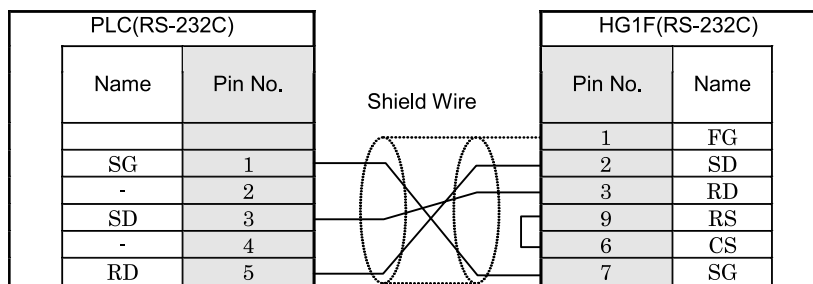 PLC(RS-232C) HG1F(RS-232C)
Name Pin No. Shield Wire Pin No. Name
1 FG
SG 1 2 SD
- 2 3 RD
SD 3 9 RS
- 4 6 CS
RD 5 7 SG